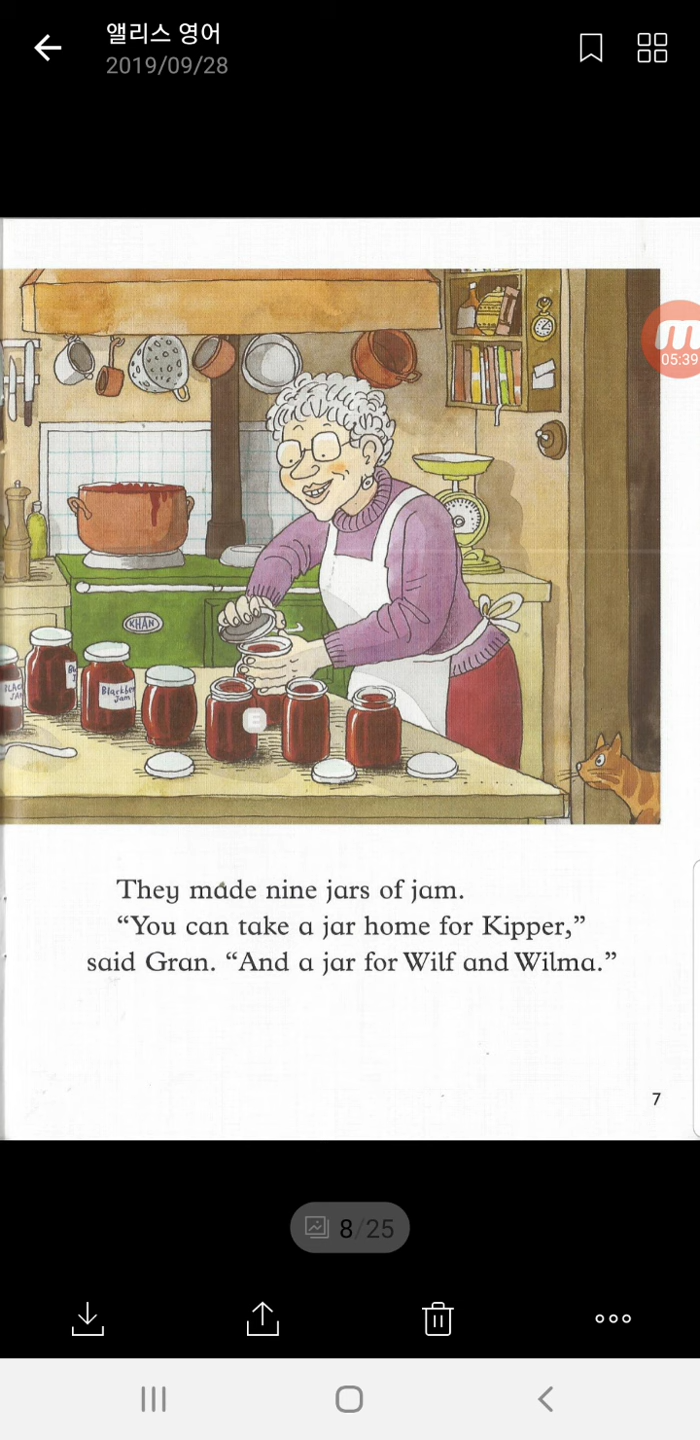 앨리스 영어
2019/09/28
05:39
KHAN
Blackber
Jam
E
They made nine jars of jam.
“You can take a jar home for Kipper,”
said Gran. “And a jar for Wilf and Wilma.”
7
8/25